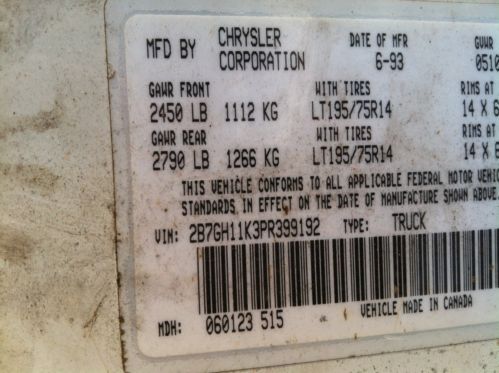 MFD BY CHRYSLER CORPORATION DATE OF MFR 6-93 GVWR 0510
GAWR FRONT WITH TIRES RIMS AT
2450 LB 1112 KG LT195/75R14 14 X 6
GAWR REAR WITH TIRES RIMS AT
2790 LB 1266 KG LT195/75R14 14 X 6
THIS VEHICLE CONFORMS TO ALL APPLICABLE FEDERAL MOTOR VEHIC
STANDARDS IN EFFECT ON THE DATE OF MANUFACTURE SHOWN ABOVE
VIN: 2B7GH11K3PR399192 TYPE: TRUCK
VEHICLE MADE IN CANADA
MDH: 060123 515